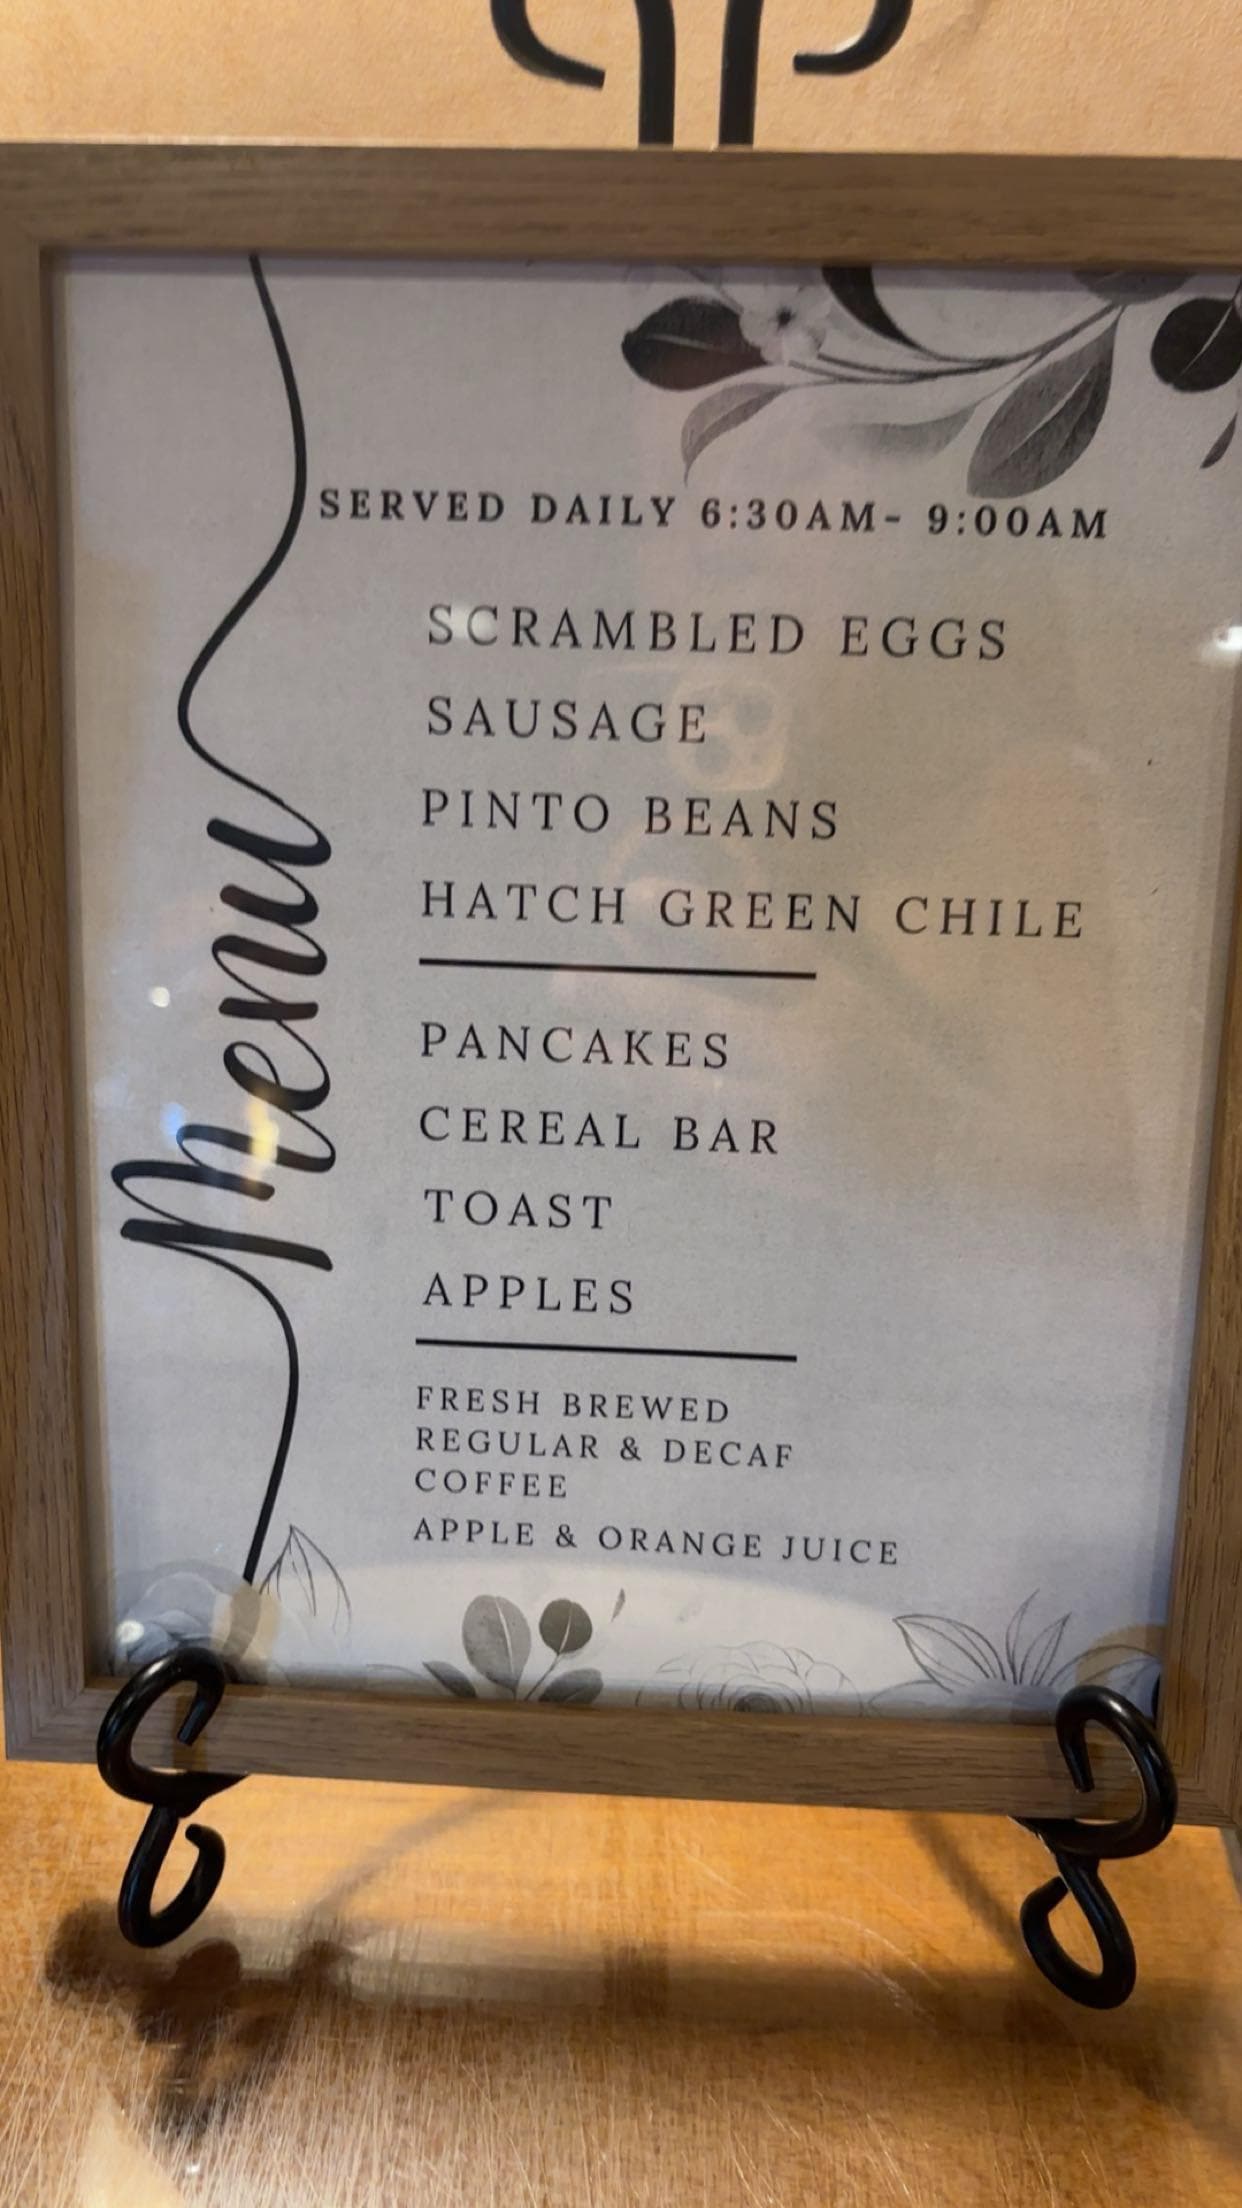 Menu
SERVED DAILY 6:30AM- 9:00AM
SCRAMBLED EGGS
SAUSAGE
PINTO BEANS
HATCH GREEN CHILE
PANCAKES
CEREAL BAR
TOAST
APPLES
FRESH BREWED
REGULAR & DECAF
COFFEE
APPLE & ORANGE JUICE